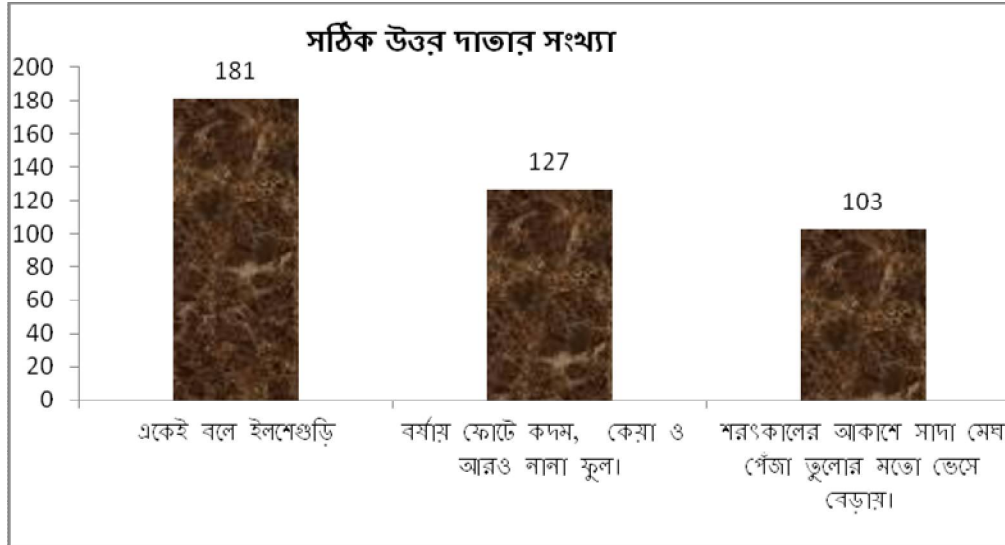 সঠিক উত্তর দাতার সংখ্যা
200
180
160
140
120
100
80
60
40
20
0
181
127
103
একেই বলে ইলশেগুড়ি
বর্ষায় ফোটে কদম, কেয়া ও
আরও নানা ফুল।
শরৎকালের আকাশে সাদা মেঘ
পেঁজা তুলোর মতো ভেসে
বেড়ায়।